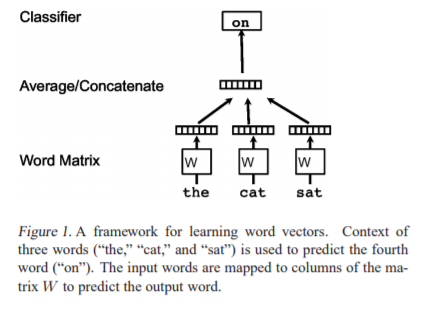 Classifier
on
Average/Concatenate
Word Matrix
W W W
the cat sat
Figure 1. A framework for learning word vectors. Context of
three words (“the,” “cat,” and “sat”) is used to predict the fourth
word (“on”). The input words are mapped to columns of the ma-
trix W to predict the output word.